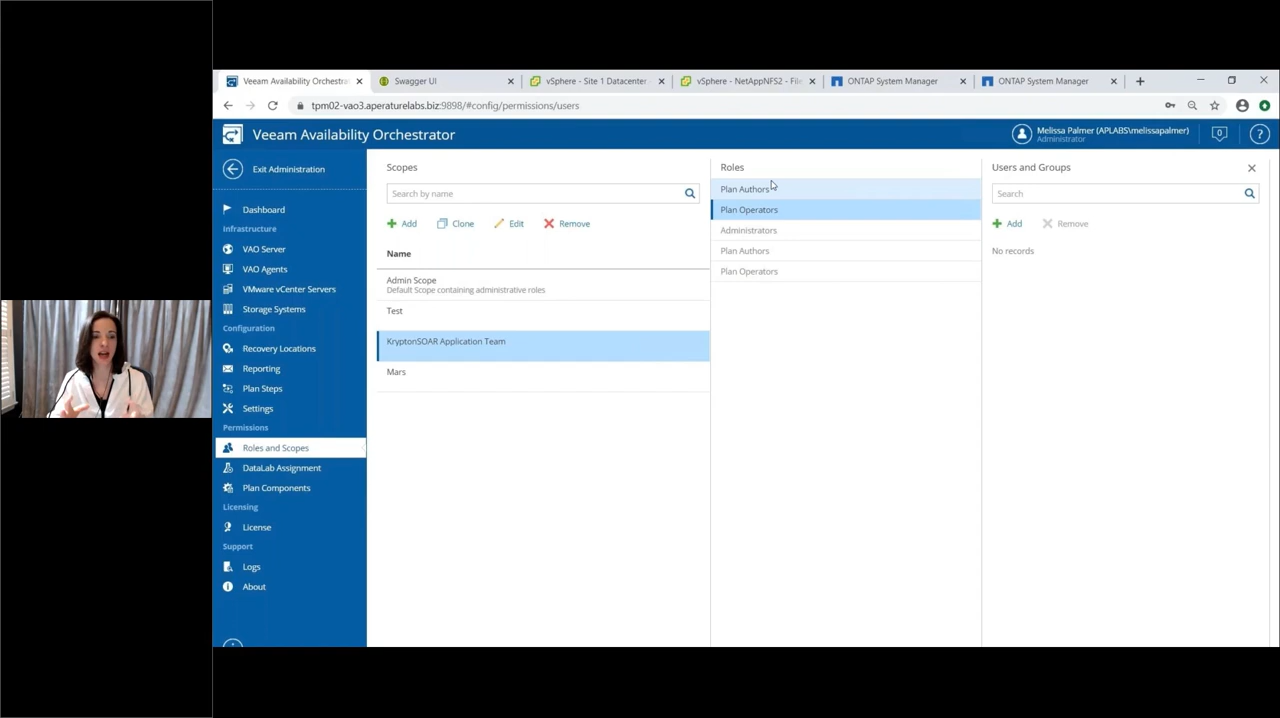 Veeam Availability Orchestra
Swagger UI
vSphere - Site 1 Datacenter -
vSphere - NetAppNFS2 - File
ONTAP System Manager
ONTAP System Manager
tpm02-vao3.aperaturelabs.biz:9898/#config/permissions/users
Veeam Availability Orchestrator
Melissa Palmer (APLABS\melissapalmer)
Administrator
0
?
Exit Administration
Dashboard
Infrastructure
VAO Server
VAO Agents
VMware vCenter Servers
Storage Systems
Configuration
Recovery Locations
Reporting
Plan Steps
Settings
Permissions
Roles and Scopes
DataLab Assignment
Plan Components
Licensing
License
Support
Logs
About
Scopes
Search by name
Add
Clone
Edit
Remove
Name
Admin Scope
Default Scope containing administrative roles
Test
KryptonSOAR Application Team
Mars
Roles
Plan Authors
Plan Operators
Administrators
Plan Authors
Plan Operators
Users and Groups
Search
Add
Remove
No records